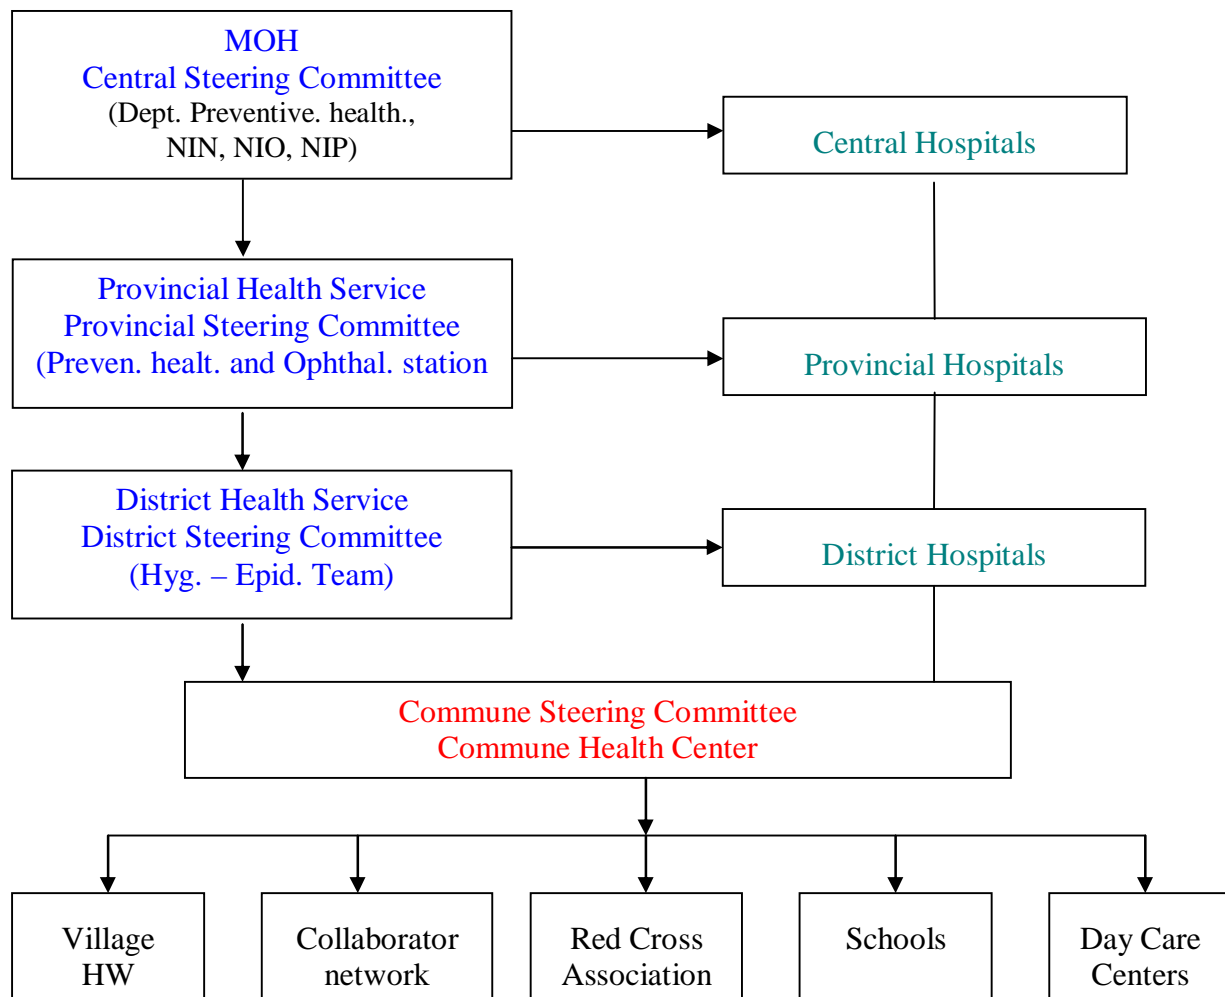 MOH
Central Steering Committee
(Dept. Preventive. health.,
NIN, NIO, NIP)
Central Hospitals
Provincial Health Service
Provincial Steering Committee
(Preven. healt. and Ophthal. station
Provincial Hospitals
District Health Service
District Steering Committee
(Hyg. – Epid. Team)
District Hospitals
Commune Steering Committee
Commune Health Center
Village
HW
Collaborator
network
Red Cross
Association
Schools
Day Care
Centers